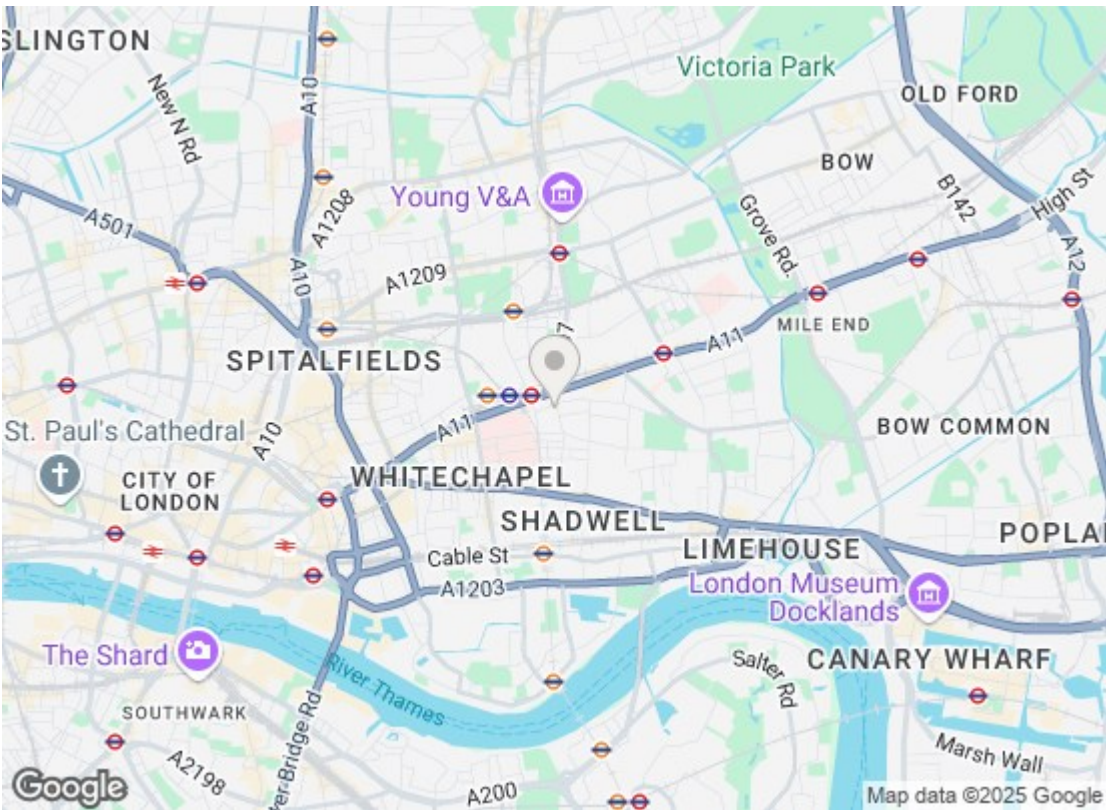 SLINGTON
Victoria Park
New N Rd
A10
OLD FORD
BOW
Young V&A
A1208
B142
High St
A501
Grove Rd.
A12
A10
A1209
MILE END
A11
SPITALFIELDS
A11
St. Paul's Cathedral
A10
BOW COMMON
WHITECHAPEL
CITY OF
LONDON
SHADWELL
POPLA
LIMEHOUSE
Cable St
A1203
London Museum
Docklands
The Shard
River Thames
Salter Rd
CANARY WHARF
SOUTHWARK
er-Bridge Rd
A2198
Marsh Wall
A200
Google
Map data ©2025 Google